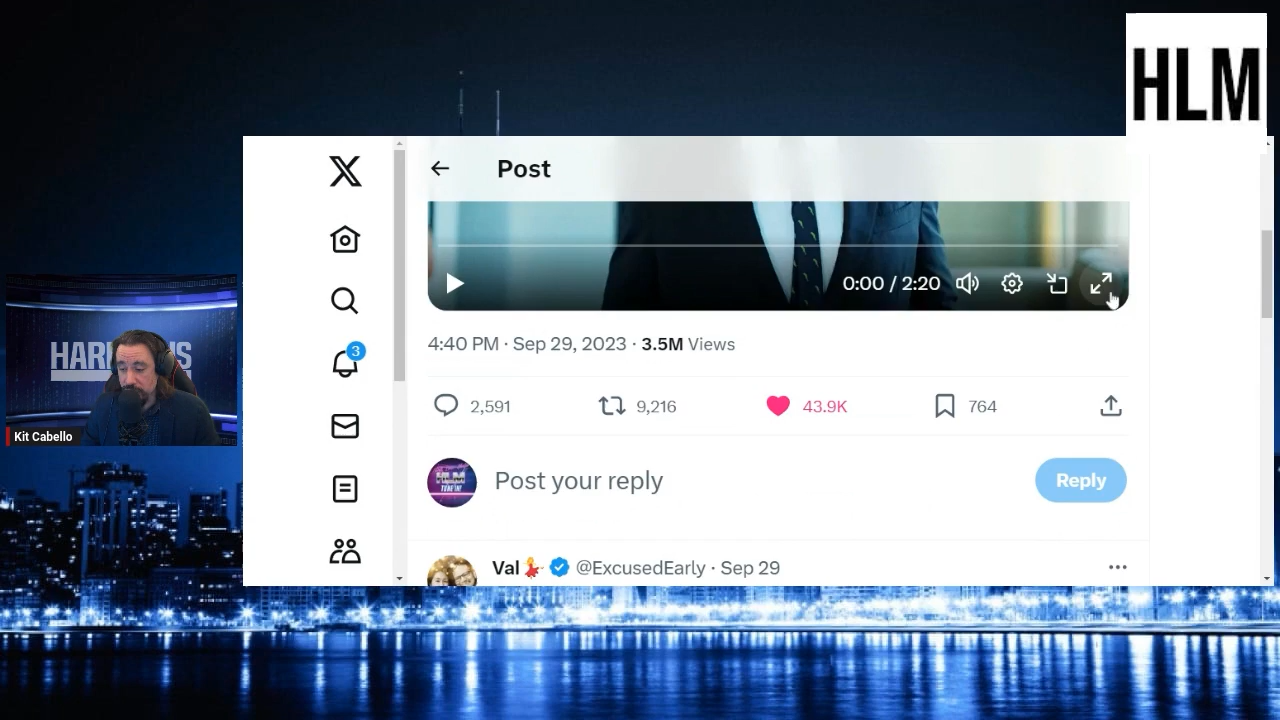 HLM
Post
0:00 / 2:20
4:40 PM · Sep 29, 2023 · 3.5M Views
2,591 9,216 43.9K 764
Post your reply
Reply
Val @ExcusedEarly · Sep 29
3
Kit Cabello